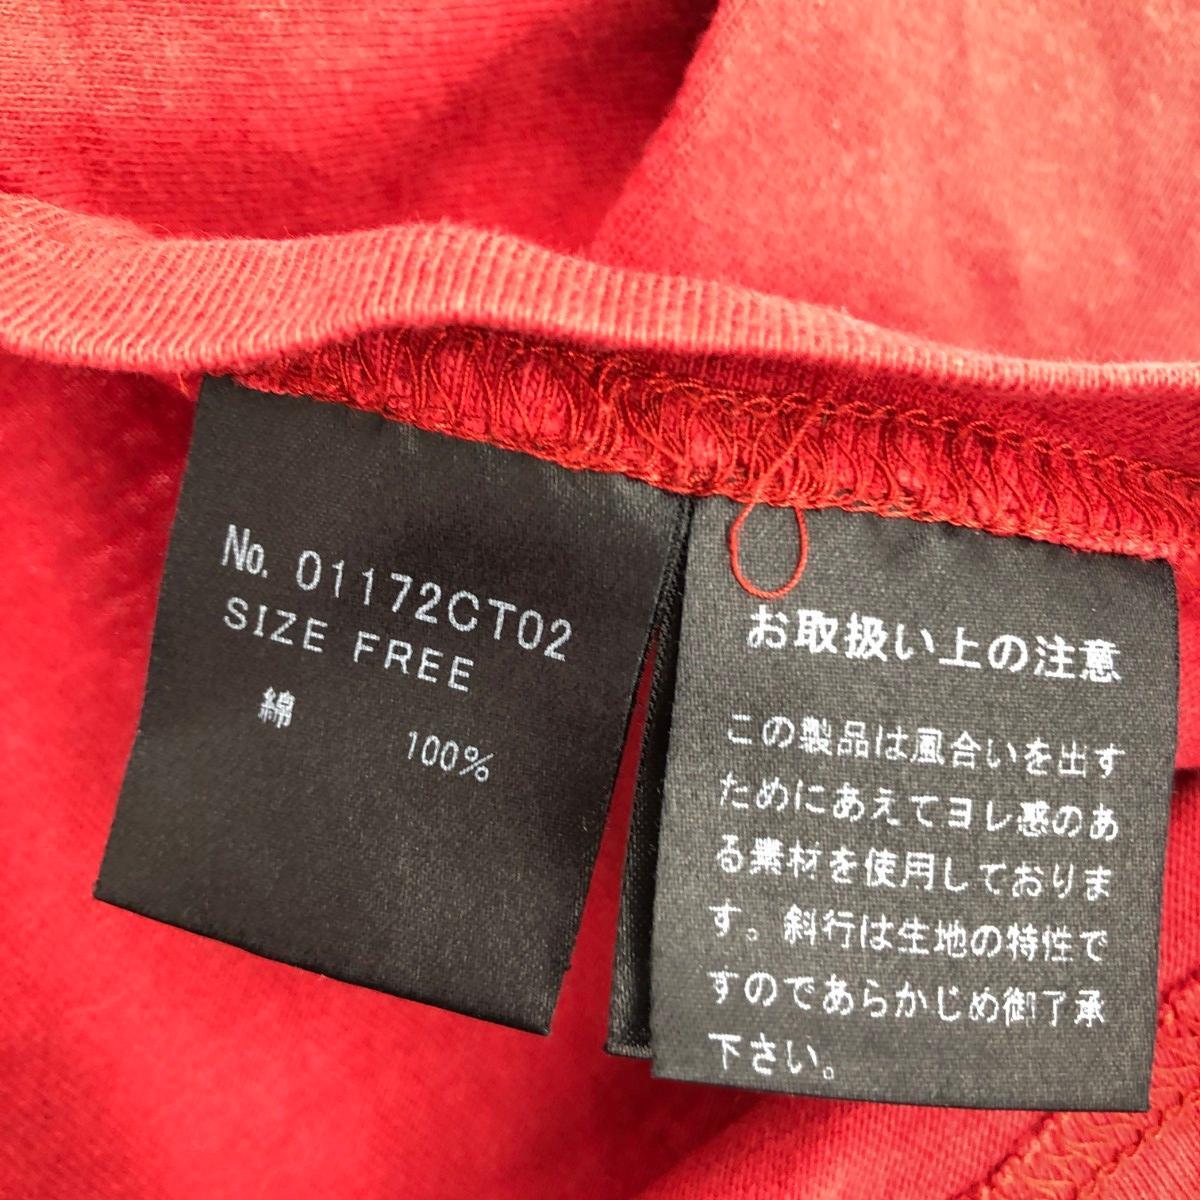 No. 01172CT02
SIZE FREE
綿 100%
お取扱い上の注意
この製品は風合いを出す
ためにあえてヨレ感のあ
る素材を使用しておりま
す。斜行は生地の特性で
すのであらかじめ御了承
下さい。